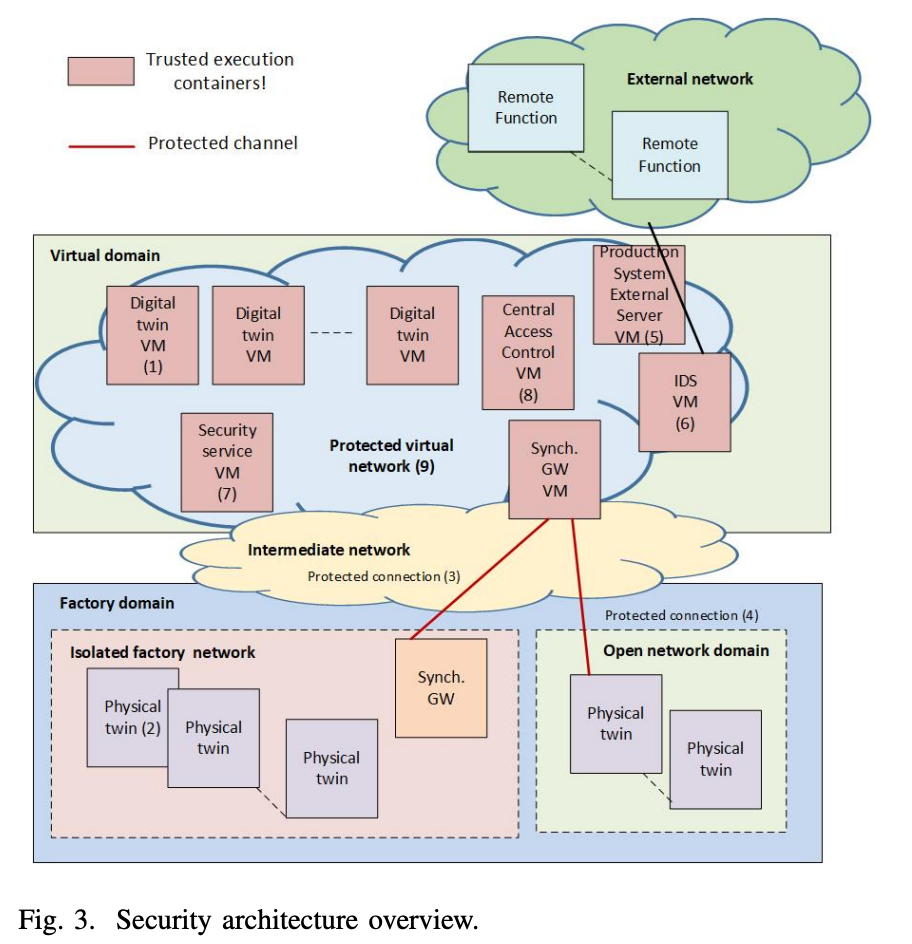 Trusted execution
containers!
Protected channel
External network
Remote
Function
Remote
Function
Virtual domain
Digital
twin
VM
(1)
Digital
twin
VM
Digital
twin
VM
Central
Access
Control
VM
(8)
Production
System
External
Server
VM (5)
IDS
VM
(6)
Security
service
VM
(7)
Protected virtual
network (9)
Synch.
GW
VM
Intermediate network
Protected connection (3)
Factory domain
Protected connection (4)
Isolated factory network
Physical
twin (2)
Physical
twin
Physical
twin
Synch.
GW
Open network domain
Physical
twin
Physical
twin
Fig. 3. Security architecture overview.